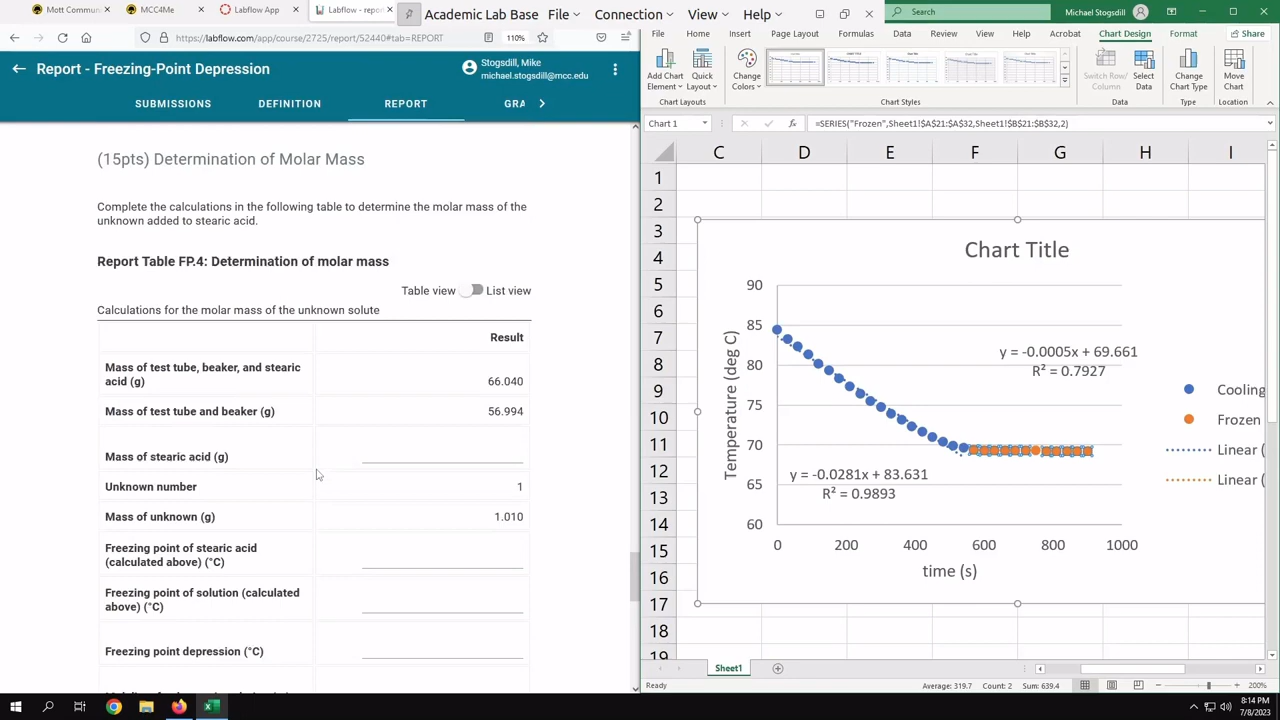 Mott Commun
MCC4Me
Labflow App
Labflow - repor
Academic Lab Base
File
Connection
View
Help
Search
Michael Stogsdill
https://labflow.com/app/course/2725/report/52440#tab=REPORT
110%
File
Home
Insert
Page Layout
Formulas
Data
Review
View
Help
Acrobat
Chart Design
Format
Share
Report - Freezing-Point Depression
Stogsdill, Mike
michael.stogsdill@mcc.edu
SUBMISSIONS
DEFINITION
REPORT
GRA
Add Chart Element
Quick Layout
Change Colors
Switch Row/ Column
Select Data
Change Chart Type
Move Chart
Chart Layouts
Chart Styles
Data
Type
Location
Chart 1
fx
=SERIES("Frozen",Sheet1!$A$21:$A$32,Sheet1!$B$21:$B$32,2)
(15pts) Determination of Molar Mass
Complete the calculations in the following table to determine the molar mass of the
unknown added to stearic acid.
Report Table FP.4: Determination of molar mass
Table view
List view
Calculations for the molar mass of the unknown solute
Result
Mass of test tube, beaker, and stearic
acid (g)
66.040
Mass of test tube and beaker (g)
56.994
Mass of stearic acid (g)
Unknown number
1
Mass of unknown (g)
1.010
Freezing point of stearic acid
(calculated above) (°C)
Freezing point of solution (calculated
above) (°C)
Freezing point depression (°C)
C D E F G H I
1
2
3
4
5
6
7
8
9
10
11
12
13
14
15
16
17
18
19
Chart Title
Temperature (deg C)
90
85
80
75
70
65
60
y = -0.0005x + 69.661
R² = 0.7927
y = -0.0281x + 83.631
R² = 0.9893
0 200 400 600 800 1000
time (s)
Cooling
Frozen
Linear (
Linear (
Sheet1
Ready
Average: 319.7
Count: 2
Sum: 639.4
200%
8:14 PM
7/8/2023